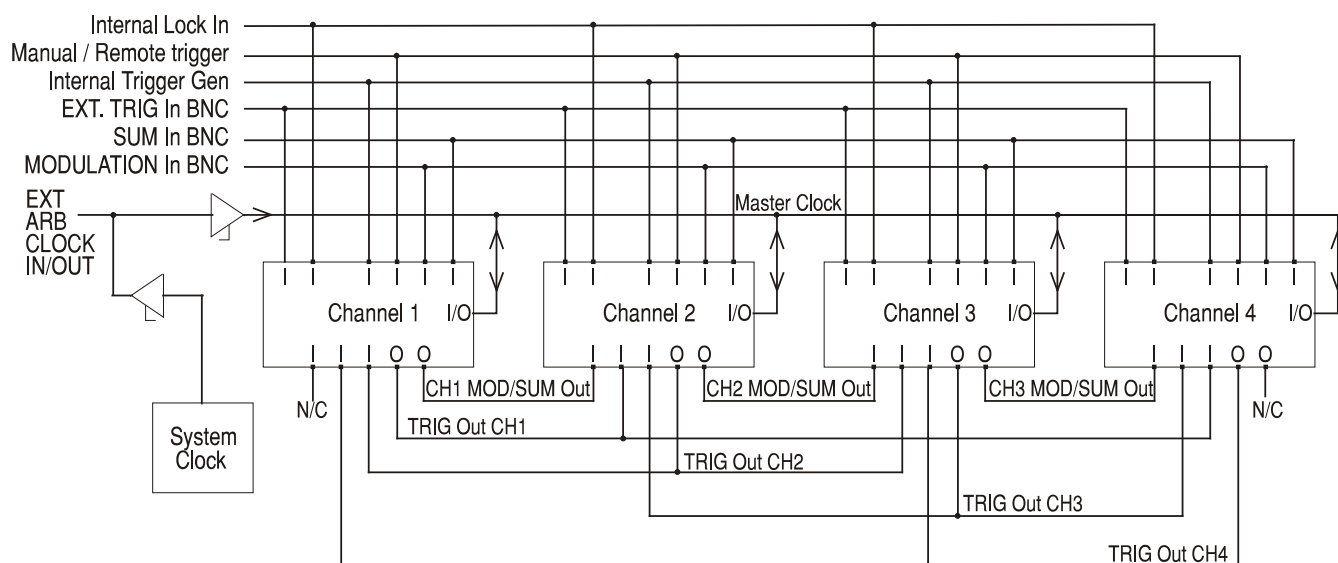 Internal Lock In
Manual / Remote trigger
Internal Trigger Gen
EXT. TRIG In BNC
SUM In BNC
MODULATION In BNC
EXT
ARB
CLOCK
IN/OUT
Master Clock
I I I I I I
I I I I I I
I I I I I I
I I I I I I
Channel 1 I/O
Channel 2 I/O
Channel 3 I/O
Channel 4 I/O
I I I O O
I I I O O
I I I O O
I I I O O
CH1 MOD/SUM Out
CH2 MOD/SUM Out
CH3 MOD/SUM Out
N/C
N/C
TRIG Out CH1
System
Clock
TRIG Out CH2
TRIG Out CH3
TRIG Out CH4